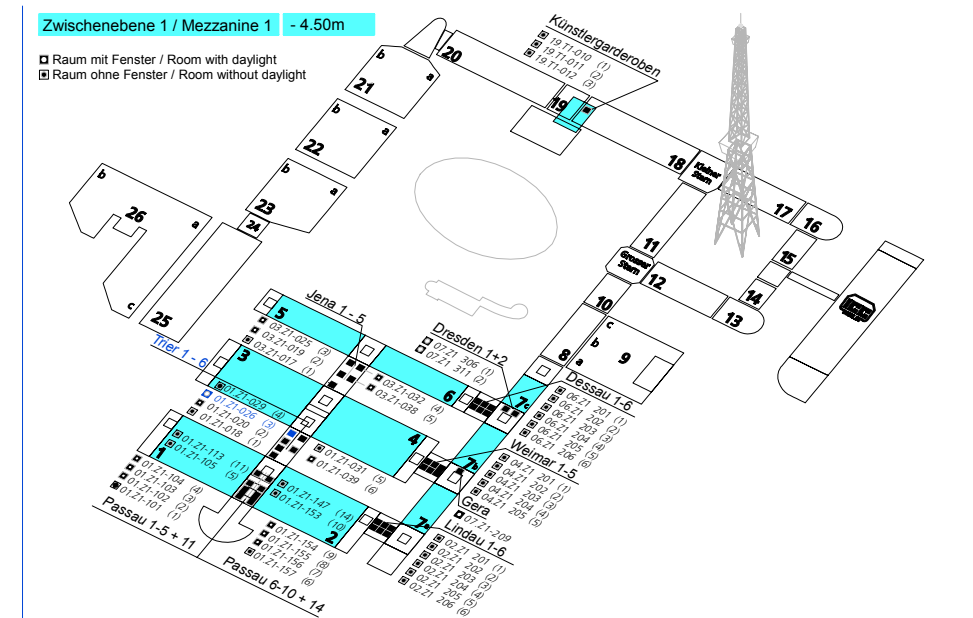 Zwischenebene 1 / Mezzanine 1 - 4.50m
Raum mit Fenster / Room with daylight
Raum ohne Fenster / Room without daylight
Künstlergarderoben
19.T1-010 (1)
19.T1-011 (2)
19.T1-012 (3)
20
b
a
21
19
22
b
a
18
Kleiner
Stern
17
16
b
a
23
24
b
26
a
c
25
11
Grosser
Stern
12
15
14
13
10
c
b
9
a
8
Jena 1 - 5
5
03.Z1-025 (3)
03.Z1-019 (2)
03.Z1-017 (1)
03.Z1-032 (4)
03.Z1-038 (5)
Dresden 1+2
07.Z1 306 (1)
07.Z1 311 (2)
6
7c
Trier 1 - 6
3
01.Z1-029 (4)
01.Z1-026 (3)
01.Z1-020 (2)
01.Z1-018 (1)
4
01.Z1-031 (5)
01.Z1-039 (6)
Dessau 1-6
06.Z1 201 (1)
06.Z1 202 (2)
06.Z1 203 (3)
06.Z1 204 (4)
06.Z1 205 (5)
06.Z1 206 (6)
7b
Weimar 1-5
04.Z1 201 (1)
04.Z1 202 (2)
04.Z1 203 (3)
04.Z1 204 (4)
04.Z1 205 (5)
Gera
07.Z1-209
1
01.Z1-113 (11)
01.Z1-105 (5)
01.Z1-104 (4)
01.Z1-103 (3)
01.Z1-102 (2)
01.Z1-101 (1)
Passau 1-5 + 11
2
01.Z1-147 (14)
01.Z1-153 (10)
01.Z1-154 (9)
01.Z1-155 (8)
01.Z1-156 (7)
01.Z1-157 (6)
Passau 6-10 + 14
7a
Lindau 1-6
02.Z1 201 (1)
02.Z1 202 (2)
02.Z1 203 (3)
02.Z1 204 (4)
02.Z1 205 (5)
02.Z1 206 (6)